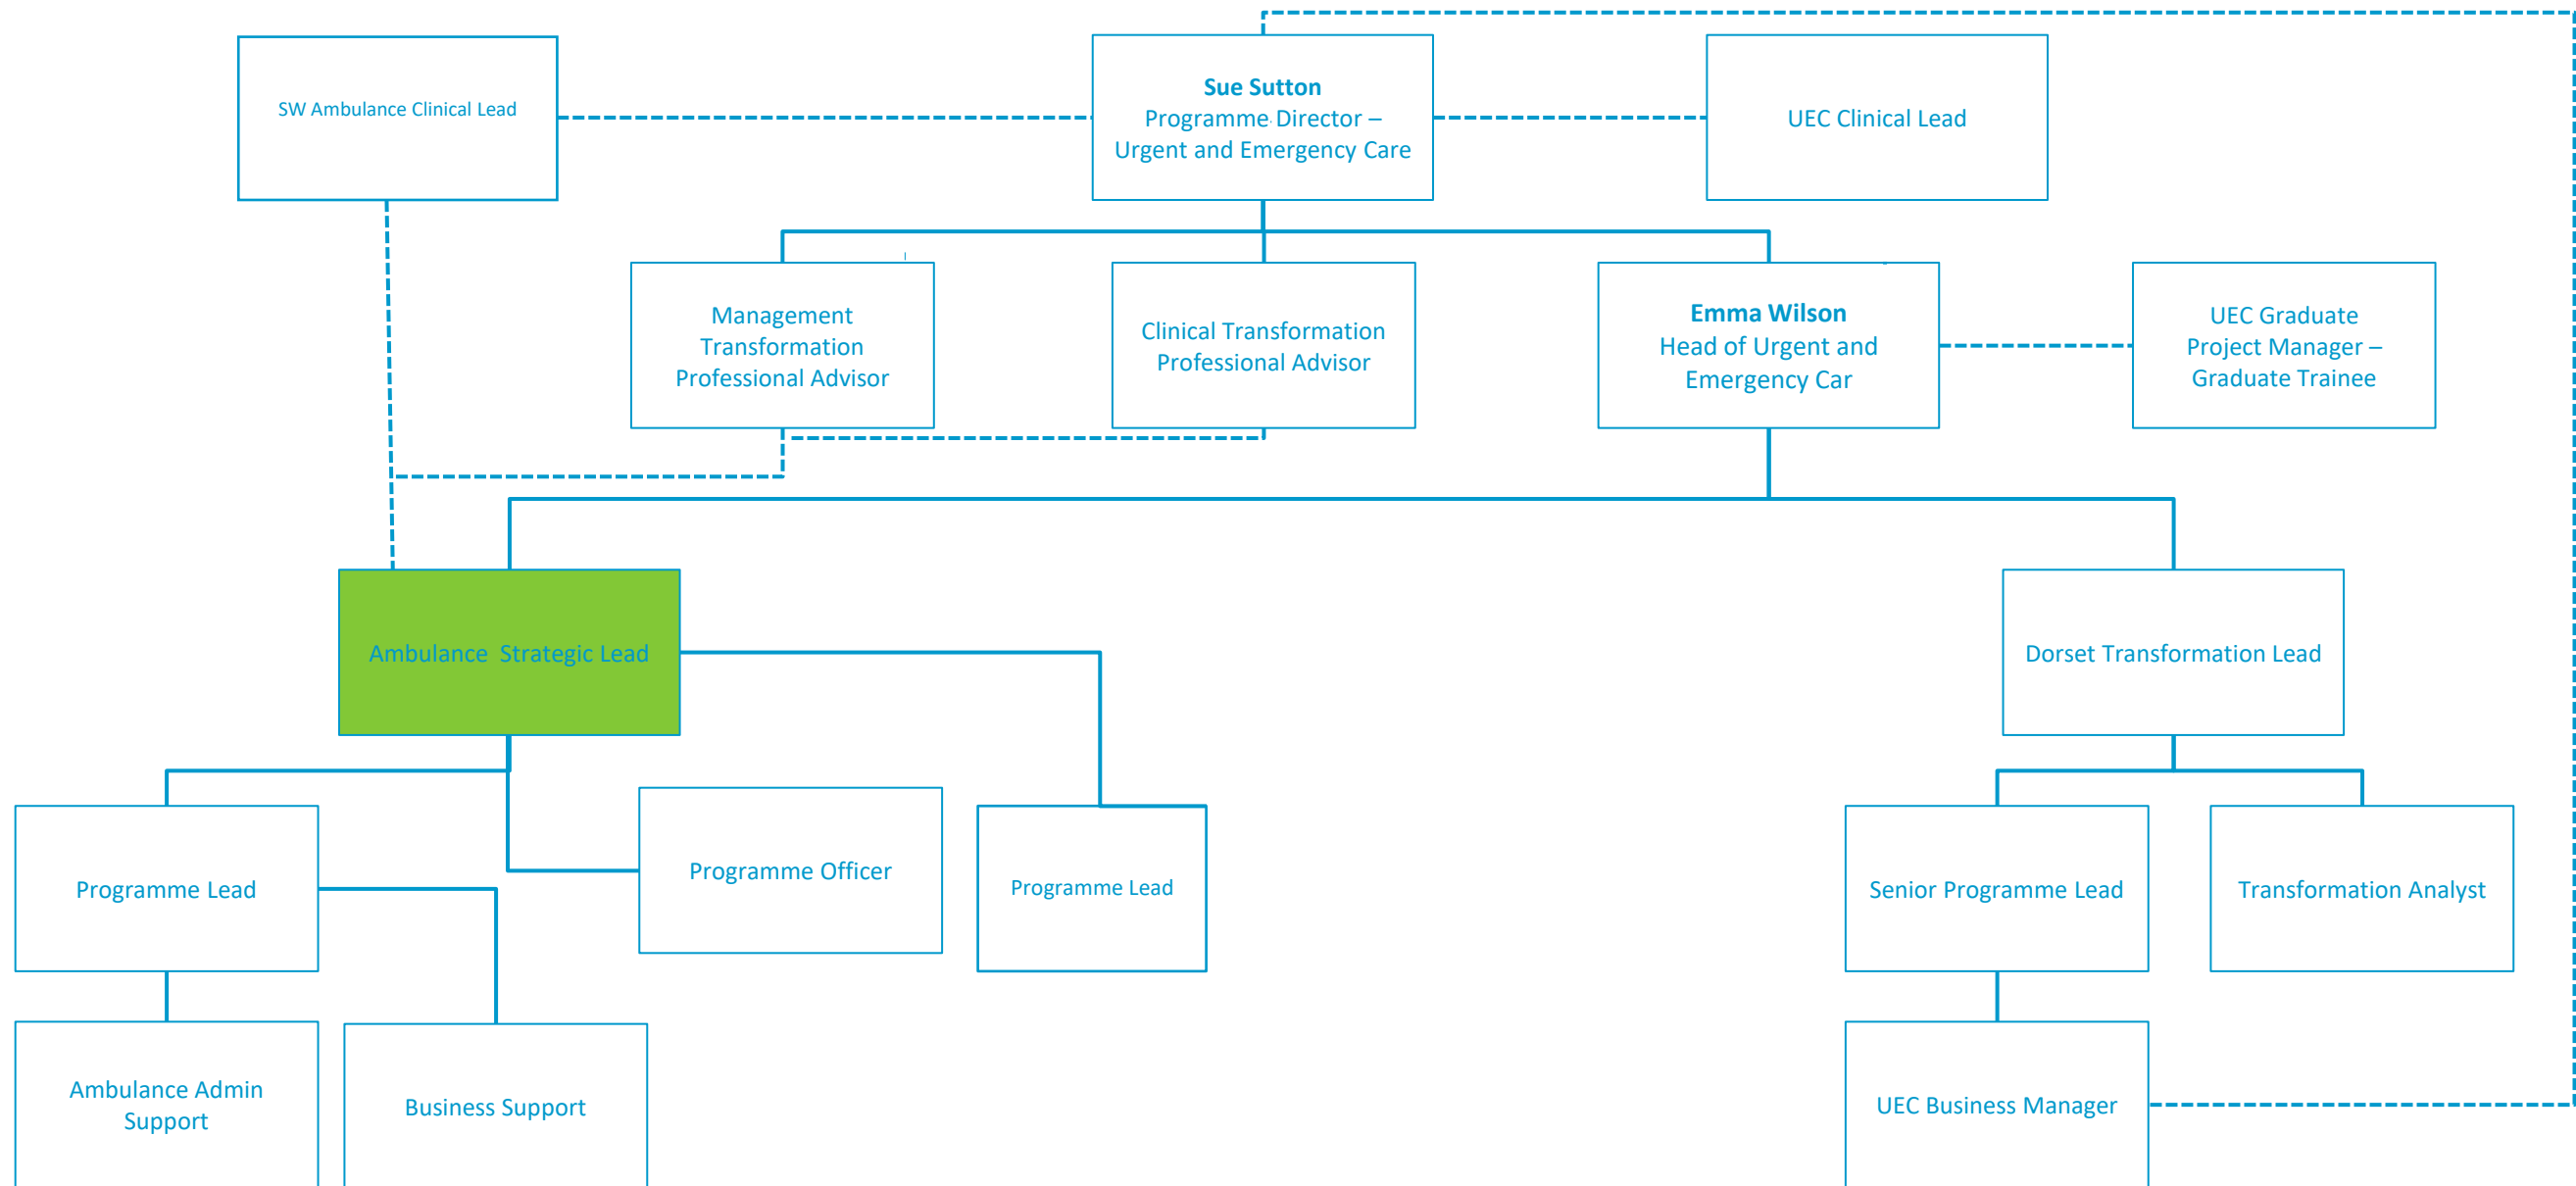 SW Ambulance Clinical Lead
Sue Sutton
Programme Director –
Urgent and Emergency Care
UEC Clinical Lead
Management
Transformation
Professional Advisor
Clinical Transformation
Professional Advisor
Emma Wilson
Head of Urgent and
Emergency Car
UEC Graduate
Project Manager –
Graduate Trainee
Ambulance  Strategic Lead
Dorset Transformation Lead
Programme Lead
Programme Officer
Programme Lead
Senior Programme Lead
Transformation Analyst
Ambulance Admin
Support
Business Support
UEC Business Manager